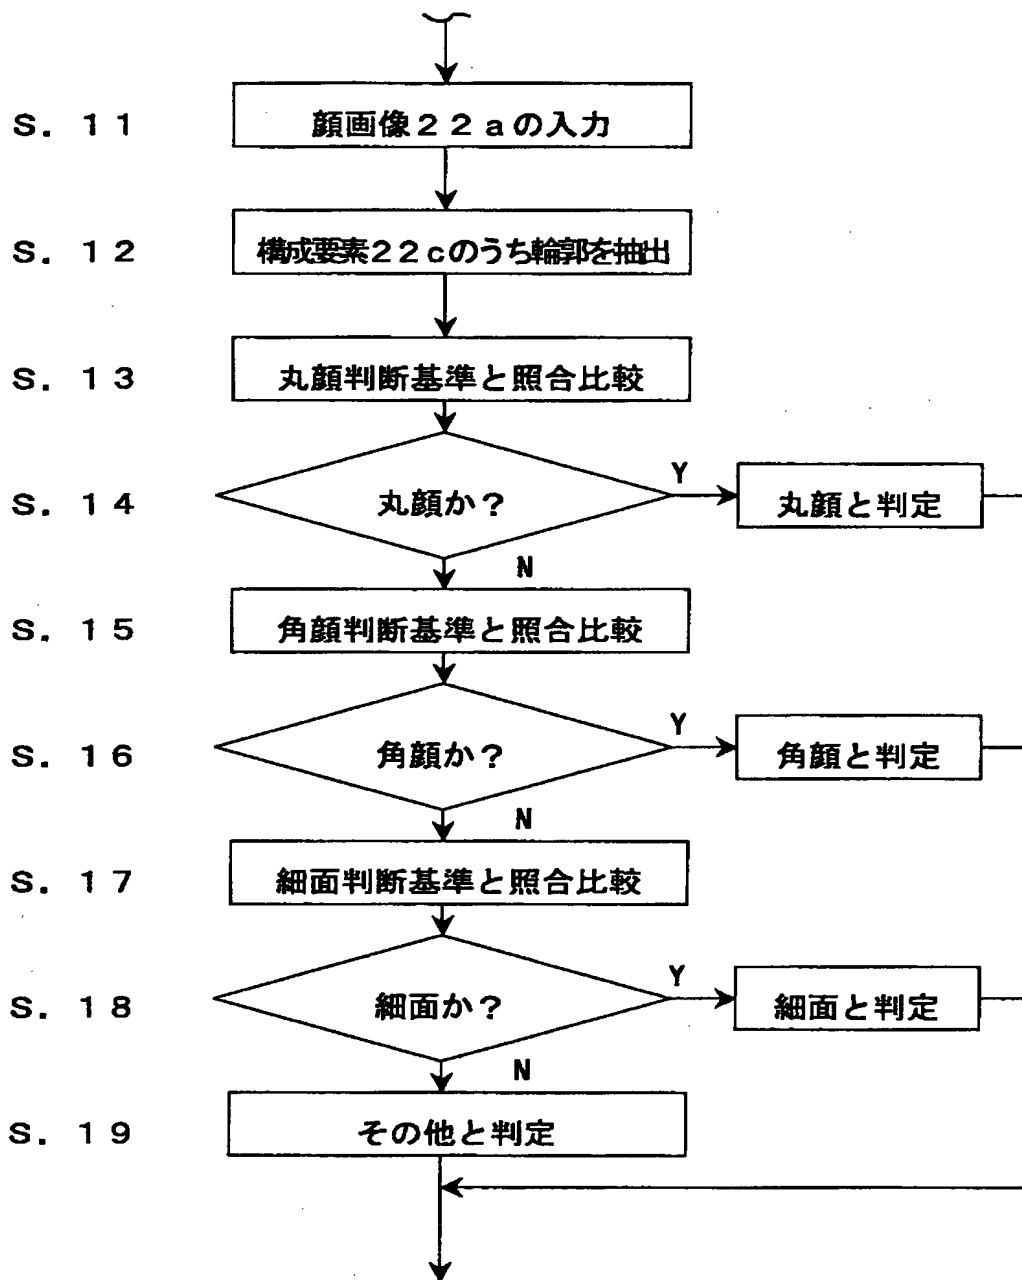 S. 11
顔画像22aの入力
S. 12
構成要素22cのうち輪郭を抽出
S. 13
丸顔判断基準と照合比較
S. 14
丸顔か?
Y
丸顔と判定
N
S. 15
角顔判断基準と照合比較
S. 16
角顔か?
Y
角顔と判定
N
S. 17
細面判断基準と照合比較
S. 18
細面か?
Y
細面と判定
N
S. 19
その他と判定